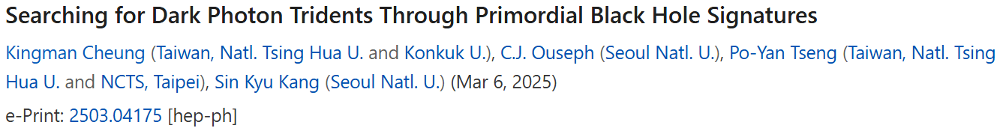 Searching for Dark Photon Tridents Through Primordial Black Hole Signatures
Kingman Cheung (Taiwan, Natl. Tsing Hua U. and Konkuk U.), C.J. Ouseph (Seoul Natl. U.), Po-Yan Tseng (Taiwan, Natl. Tsing
Hua U. and NCTS, Taipei), Sin Kyu Kang (Seoul Natl. U.) (Mar 6, 2025)
e-Print: 2503.04175 [hep-ph]